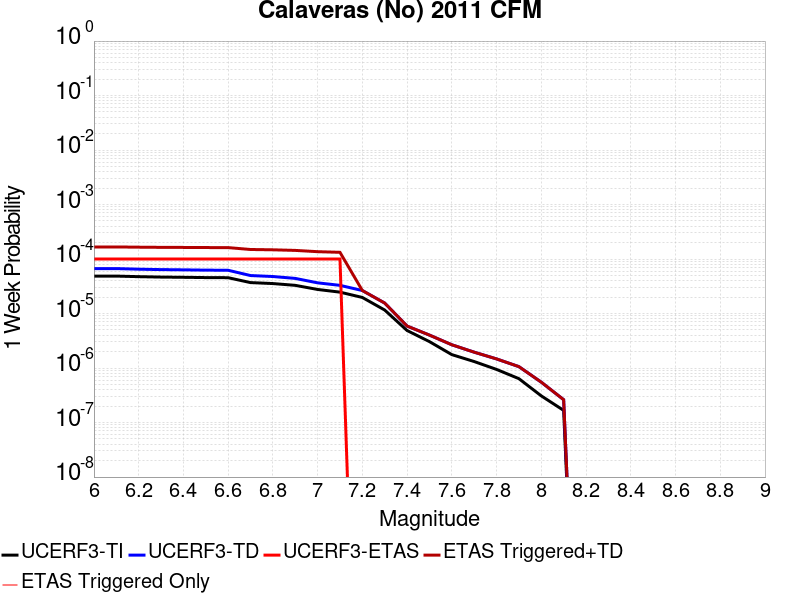 Calaveras (No) 2011 CFM
10^0
10^-1
10^-2
10^-3
10^-4
10^-5
10^-6
10^-7
10^-8
1 Week Probability
6 6.2 6.4 6.6 6.8 7 7.2 7.4 7.6 7.8 8 8.2 8.4 8.6 8.8 9
Magnitude
UCERF3-TI UCERF3-TD UCERF3-ETAS ETAS Triggered+TD
ETAS Triggered Only